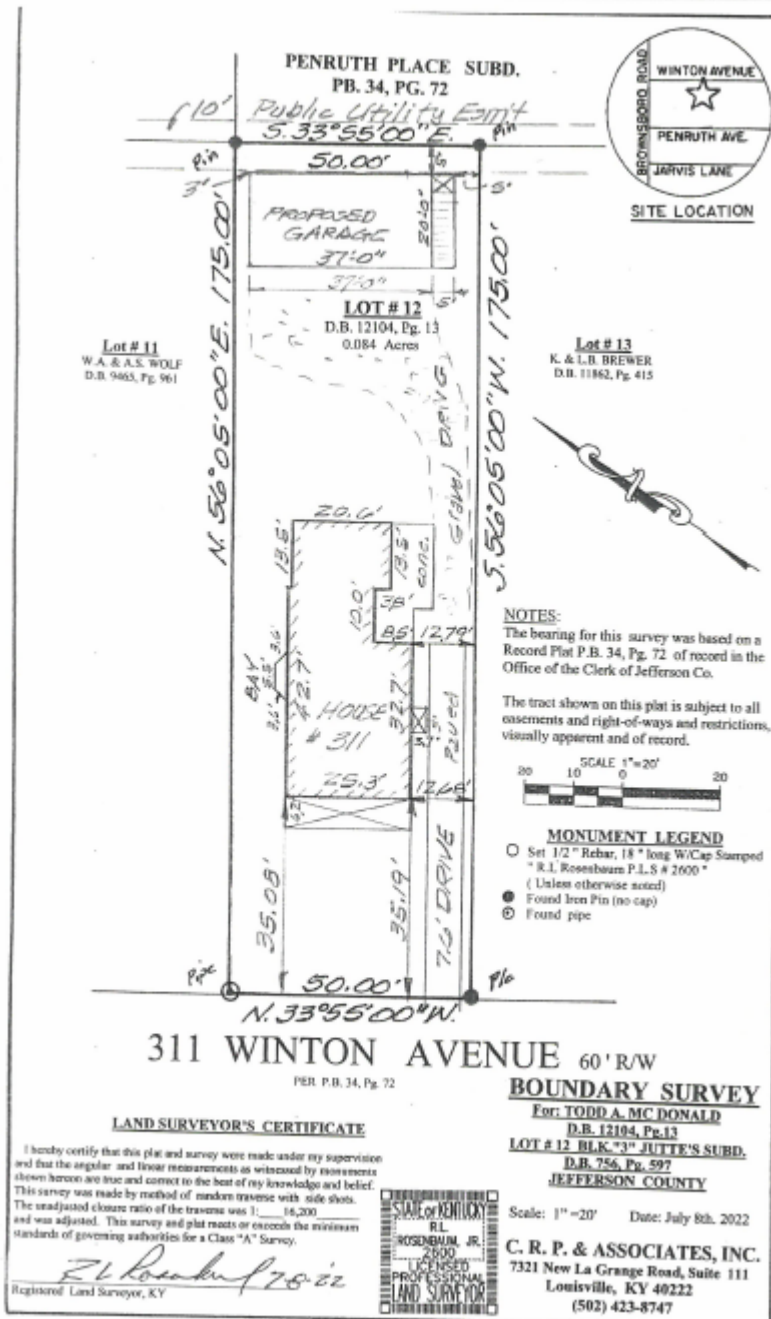 PENRUTH PLACE SUBD.
PB. 34, PG. 72
10' Public Utility Esm't
S. 33°55'00" E.
Pin
Pin
50.00'
3'
5'
5'
PROPOSED
GARAGE
37'-0"
20'-0"
37'-0"
5'
WINTON AVENUE
PENRUTH AVE.
JARVIS LANE
BROWNSBORO ROAD
SITE LOCATION
LOT # 12
D.B. 12104, Pg. 13
0.084 Acres
Lot # 11
W.A. & A.S. WOLF
D.B. 9465, Pg. 961
Lot # 13
K. & L.B. BREWER
D.B. 11862, Pg. 415
N. 56°05'00"E. 175.00'
S. 56°05'00"W. 175.00'
Gravel DRIVE
20.6'
13.5'
13.5'
conc.
3.8'
10.0'
8.5'
12.79'
BAY
3.6'
5.5'
3.6'
42.7'
HOUSE
# 311
32.7'
Paved
25.3'
12.68'
35.08'
35.19'
7.6' DRIVE
NOTES:
The bearing for this survey was based on a
Record Plat P.B. 34, Pg. 72 of record in the
Office of the Clerk of Jefferson Co.
The tract shown on this plat is subject to all
easements and right-of-ways and restrictions,
visually apparent and of record.
SCALE 1"=20'
20 10 0 20
MONUMENT LEGEND
Set 1/2" Rebar, 18" long W/Cap Stamped
"R.L. Rosenbaum P.L.S # 2600"
( Unless otherwise noted)
Found Iron Pin (no cap)
Found pipe
Pipe
50.00'
N. 33°55'00"W.
311 WINTON AVENUE 60' R/W
PER P.B. 34, Pg. 72
LAND SURVEYOR'S CERTIFICATE
I hereby certify that this plat and survey were made under my supervision
and that the angular and linear measurements as witnessed by monuments
shown hereon are true and correct to the best of my knowledge and belief.
This survey was made by method of random traverse with side shots.
The unadjusted closure ratio of the traverse was 1: 16,200
and was adjusted. This survey and plat meets or exceeds the minimum
standards of governing authorities for a Class "A" Survey.
7-8-22
Registered Land Surveyor, KY
STATE of KENTUCKY
R.L.
ROSENBAUM, JR.
2600
LICENSED
PROFESSIONAL
LAND SURVEYOR
BOUNDARY SURVEY
For: TODD A. MC DONALD
D.B. 12104, Pg.13
LOT # 12 BLK."3" JUTTE'S SUBD.
D.B. 756, Pg. 597
JEFFERSON COUNTY
Scale: 1"=20' Date: July 8th. 2022
C. R. P. & ASSOCIATES, INC.
7321 New La Grange Road, Suite 111
Louisville, KY 40222
(502) 423-8747